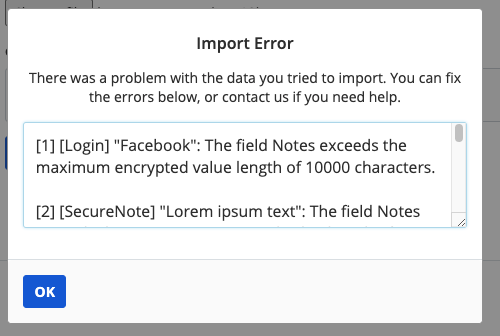 Import Error
There was a problem with the data you tried to import. You can fix
the errors below, or contact us if you need help.
[1] [Login] "Facebook": The field Notes exceeds the
maximum encrypted value length of 10000 characters.
[2] [SecureNote] "Lorem ipsum text": The field Notes
OK